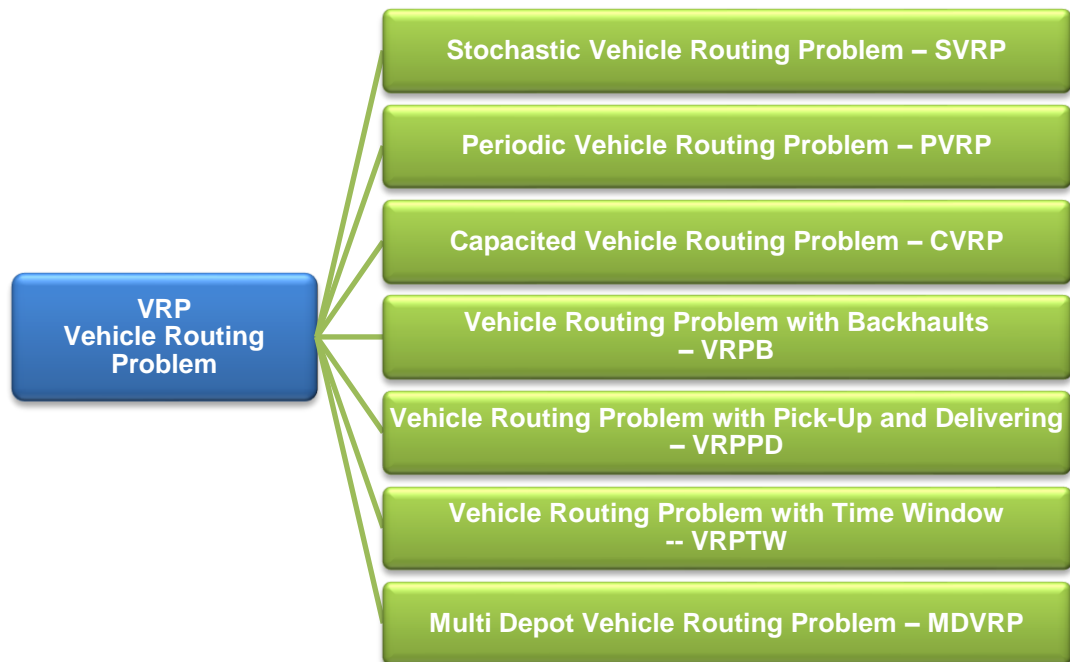 VRP
Vehicle Routing
Problem
Stochastic Vehicle Routing Problem – SVRP
Periodic Vehicle Routing Problem – PVRP
Capacited Vehicle Routing Problem – CVRP
Vehicle Routing Problem with Backhaults
– VRPB
Vehicle Routing Problem with Pick-Up and Delivering
– VRPPD
Vehicle Routing Problem with Time Window
-- VRPTW
Multi Depot Vehicle Routing Problem – MDVRP